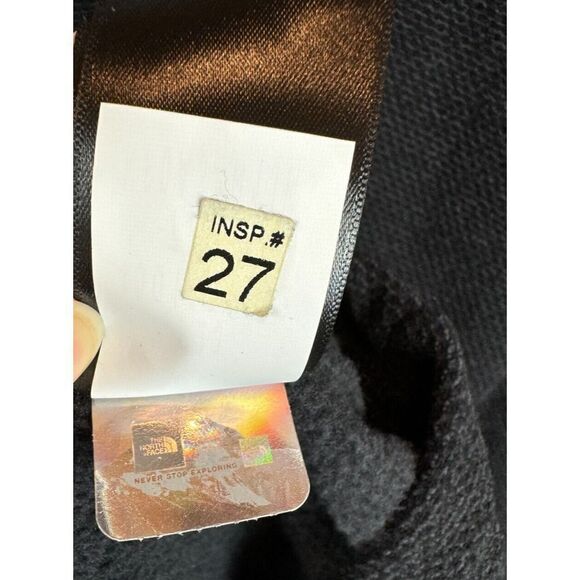 INSP.#
27
THE
NORTH
FACE
NEVER STOP EXPLORING